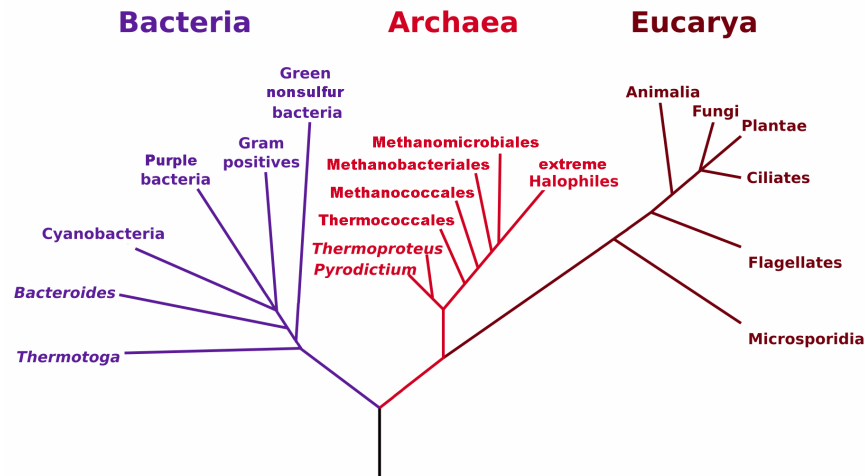 Bacteria
Archaea
Eucarya
Green
nonsulfur
bacteria
Gram
positives
Purple
bacteria
Cyanobacteria
Bacteroides
Thermotoga
Methanomicrobiales
Methanobacteriales
extreme
Halophiles
Methanococcales
Thermococcales
Thermoproteus
Pyrodictium
Animalia
Fungi
Plantae
Ciliates
Flagellates
Microsporidia